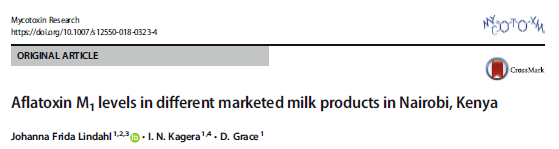 Mycotoxin Research
https://doi.org/10.1007/s12550-018-0323-4
MYCOTOXIN
ORIGINAL ARTICLE
CrossMark
Aflatoxin M1 levels in different marketed milk products in Nairobi, Kenya
Johanna Frida Lindahl 1,2,3 · I. N. Kagera 1,4 · D. Grace 1